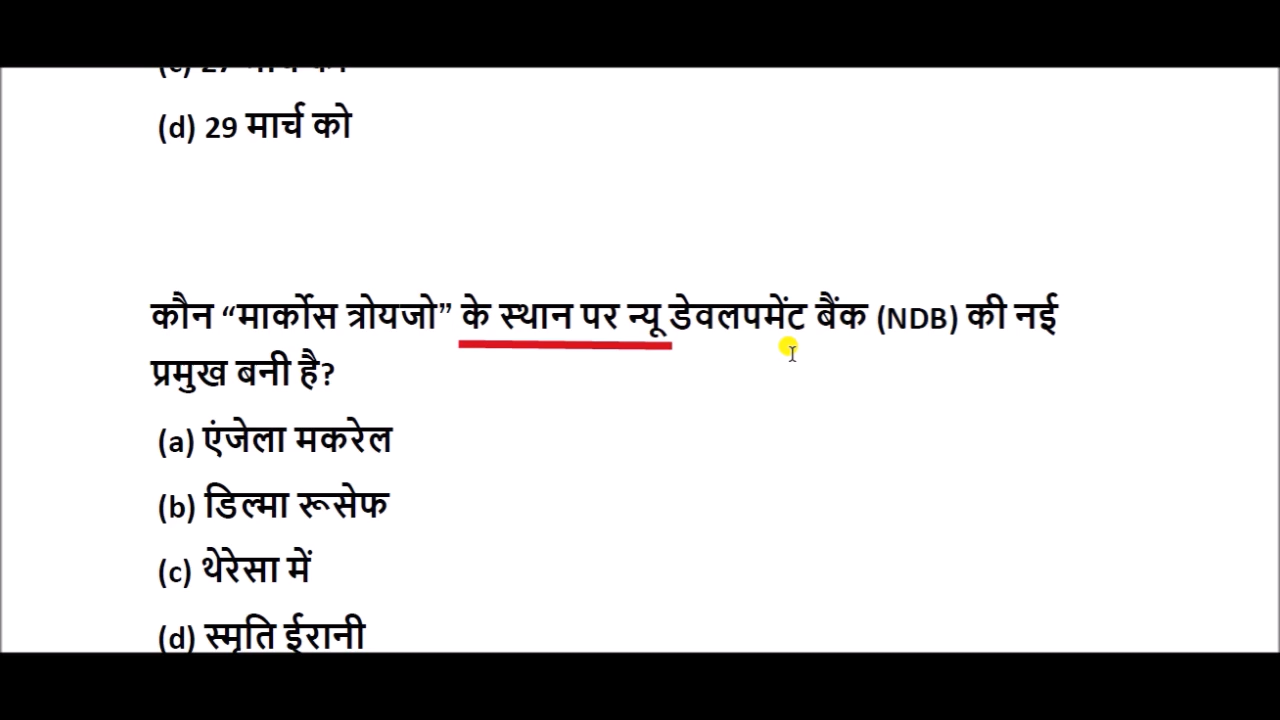 (d) 29 मार्च को
कौन “मार्कोस त्रोयजो” के स्थान पर न्यू डेवलपमेंट बैंक (NDB) की नई
प्रमुख बनी है?
(a) एंजेला मकरेल
(b) डिल्मा रूसेफ
(c) थेरेसा में
(d) स्मृति ईरानी